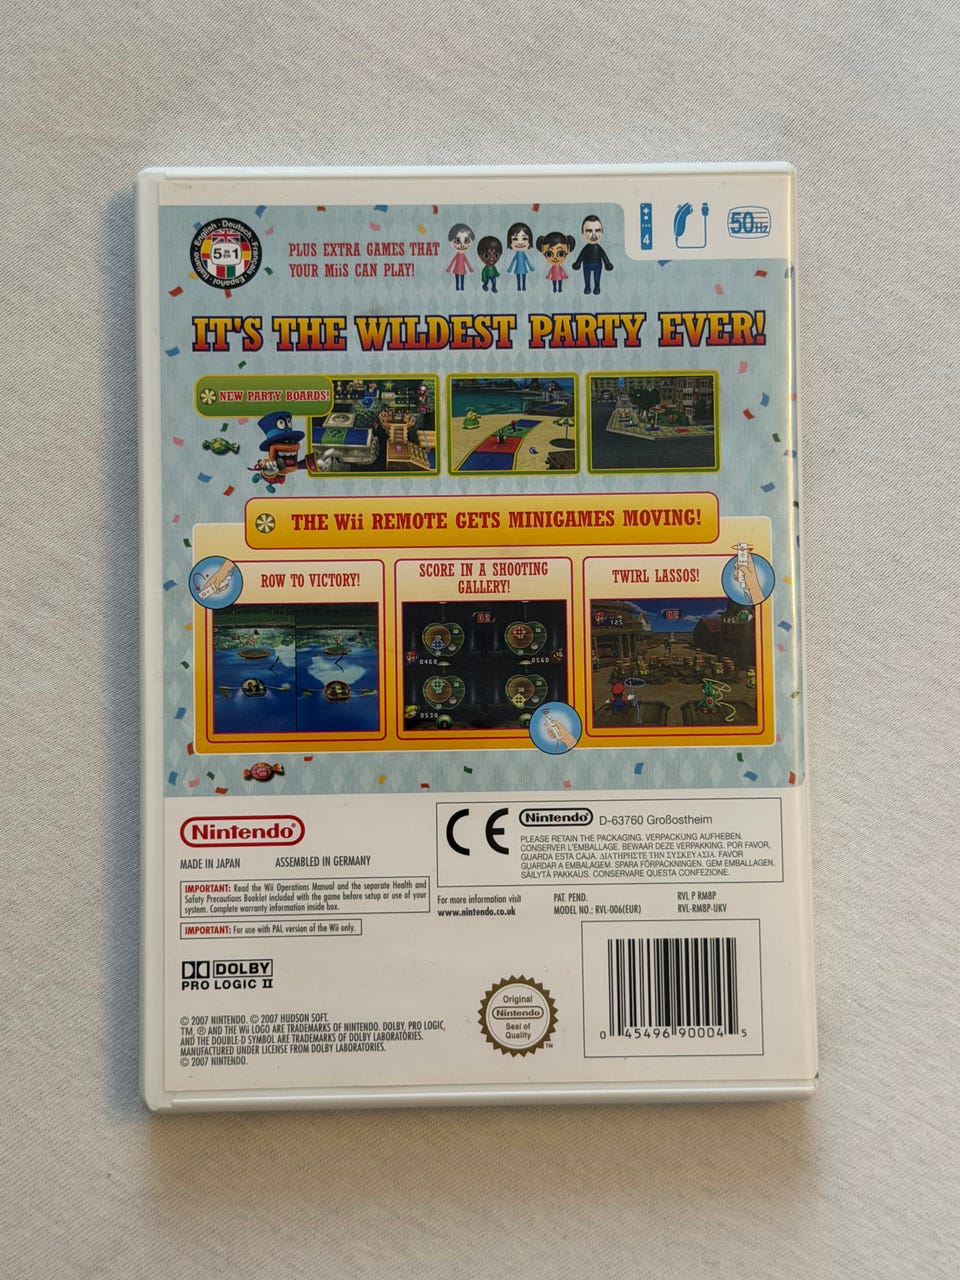 English · Deutsch · Français · Español · Italiano
5 IN 1
PLUS EXTRA GAMES THAT
YOUR MiiS CAN PLAY!
4
50Hz
IT'S THE WILDEST PARTY EVER!
NEW PARTY BOARDS!
THE Wii REMOTE GETS MINIGAMES MOVING!
ROW TO VICTORY!
SCORE IN A SHOOTING
GALLERY!
TWIRL LASSOS!
0460
0560
0530
125
125
Nintendo®
MADE IN JAPAN
ASSEMBLED IN GERMANY
IMPORTANT: Read the Wii Operations Manual and the separate Health and
Safety Precautions Booklet included with the game before setup or use of your
system. Complete warranty information inside box.
IMPORTANT: For use with PAL version of the Wii only.
CE
Nintendo® D-63760 Großostheim
PLEASE RETAIN THE PACKAGING. VERPACKUNG AUFHEBEN.
CONSERVER L'EMBALLAGE. BEWAAR DEZE VERPAKKING. POR FAVOR,
GUARDA ESTA CAJA. ΔΙΑΤΗΡΗΣΤΕ ΤΗΝ ΣΥΣΚΕΥΑΣΙΑ. FAVOR
GUARDAR A EMBALAGEM. SPARA FÖRPACKNINGEN. GEM EMBALLAGEN.
SÄILYTÄ PAKKAUS. CONSERVARE QUESTA CONFEZIONE.
For more information visit
www.nintendo.co.uk
PAT. PEND.
MODEL NO.: RVL-006(EUR)
RVL P RM8P
RVL-RM8P-UKV
DOLBY
PRO LOGIC II
Original
Nintendo®
Seal of
Quality
TM
0 45496 90004 5
© 2007 NINTENDO. © 2007 HUDSON SOFT.
TM, ® AND THE Wii LOGO ARE TRADEMARKS OF NINTENDO. DOLBY, PRO LOGIC,
AND THE DOUBLE-D SYMBOL ARE TRADEMARKS OF DOLBY LABORATORIES.
MANUFACTURED UNDER LICENSE FROM DOLBY LABORATORIES.
© 2007 NINTENDO.